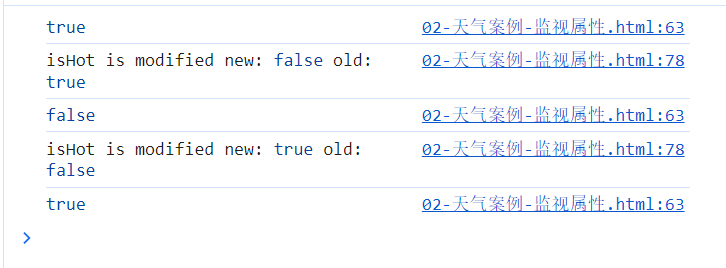 true 02-天气案例-监视属性.html:63
isHot is modified new: false old: 02-天气案例-监视属性.html:78
true
false 02-天气案例-监视属性.html:63
isHot is modified new: true old: 02-天气案例-监视属性.html:78
false
true 02-天气案例-监视属性.html:63